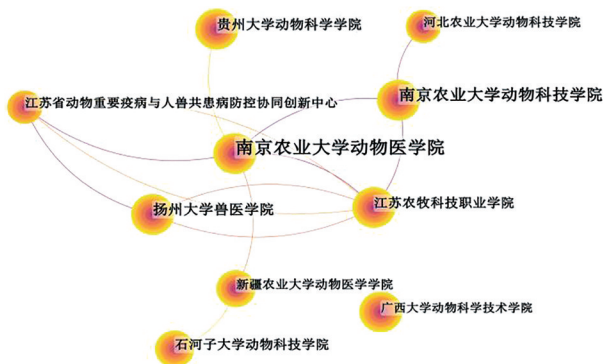 贵州大学动物科学学院
河北农业大学动物科技学院
南京农业大学动物科技学院
江苏省动物重要疫病与人兽共患病防控协同创新中心
南京农业大学动物医学院
扬州大学兽医学院
江苏农牧科技职业学院
新疆农业大学动物医学学院
广西大学动物科学技术学院
石河子大学动物科技学院